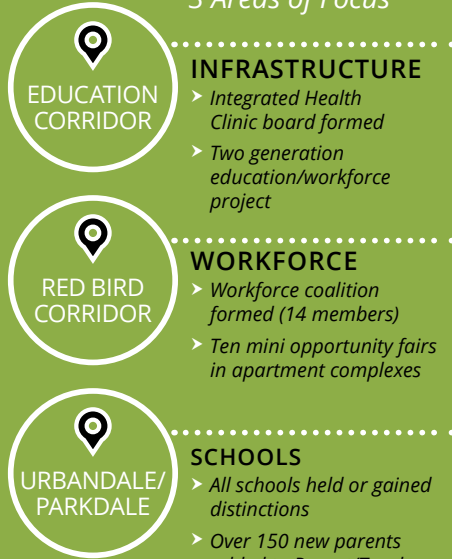 3 Areas of Focus
EDUCATION
CORRIDOR
INFRASTRUCTURE
➤ Integrated Health
Clinic board formed
➤ Two generation
education/workforce
project
RED BIRD
CORRIDOR
WORKFORCE
➤ Workforce coalition
formed (14 members)
➤ Ten mini opportunity fairs
in apartment complexes
URBANDALE/
PARKDALE
SCHOOLS
➤ All schools held or gained
distinctions
➤ Over 150 new parents